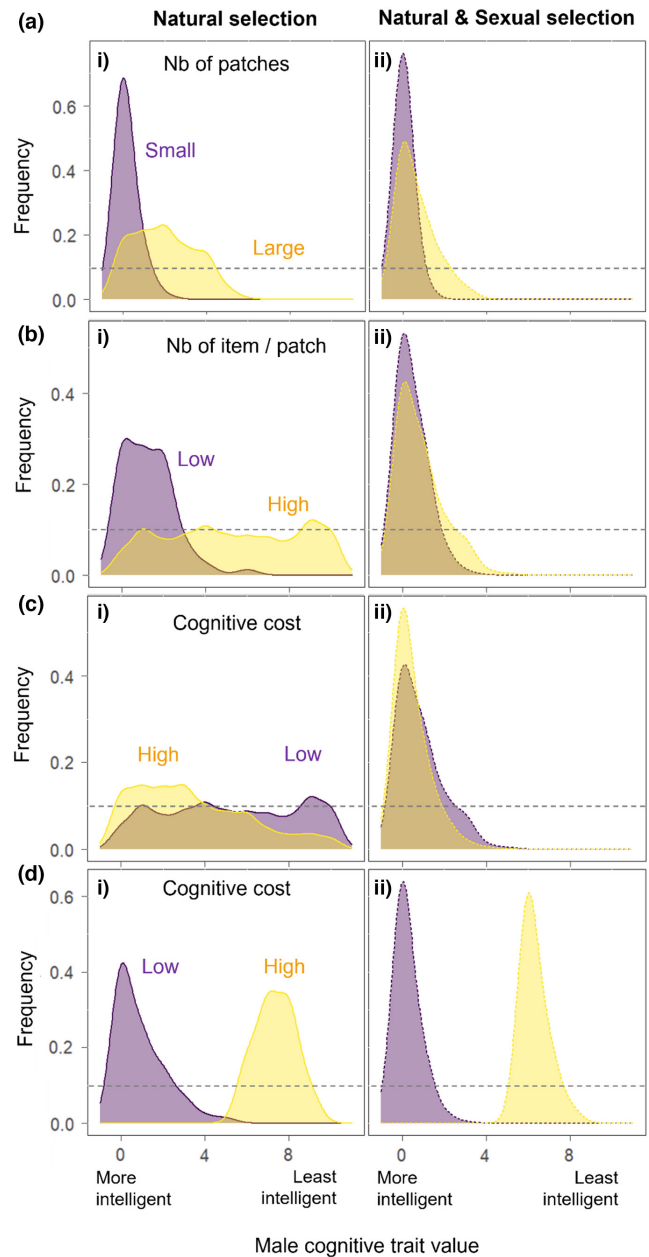 Natural selection
Natural & Sexual selection
(a)
i)
Nb of patches
ii)
Small
Large
Frequency
0.6
0.4
0.2
0.0
(b)
i)
Nb of item / patch
ii)
Low
High
Frequency
0.4
0.2
0.0
(c)
i)
Cognitive cost
ii)
High
Low
Frequency
0.4
0.2
0.0
(d)
i)
Cognitive cost
ii)
Low
High
Frequency
0.6
0.4
0.2
0.0
0 4 8
0 4 8
More intelligent
Least intelligent
More intelligent
Least intelligent
Male cognitive trait value